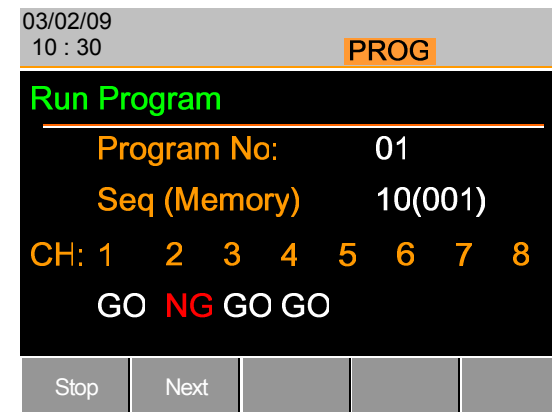 03/02/09
10 : 30 PROG
Run Program
Program No: 01
Seq (Memory) 10(001)
CH: 1 2 3 4 5 6 7 8
GO NG GO GO
Stop Next